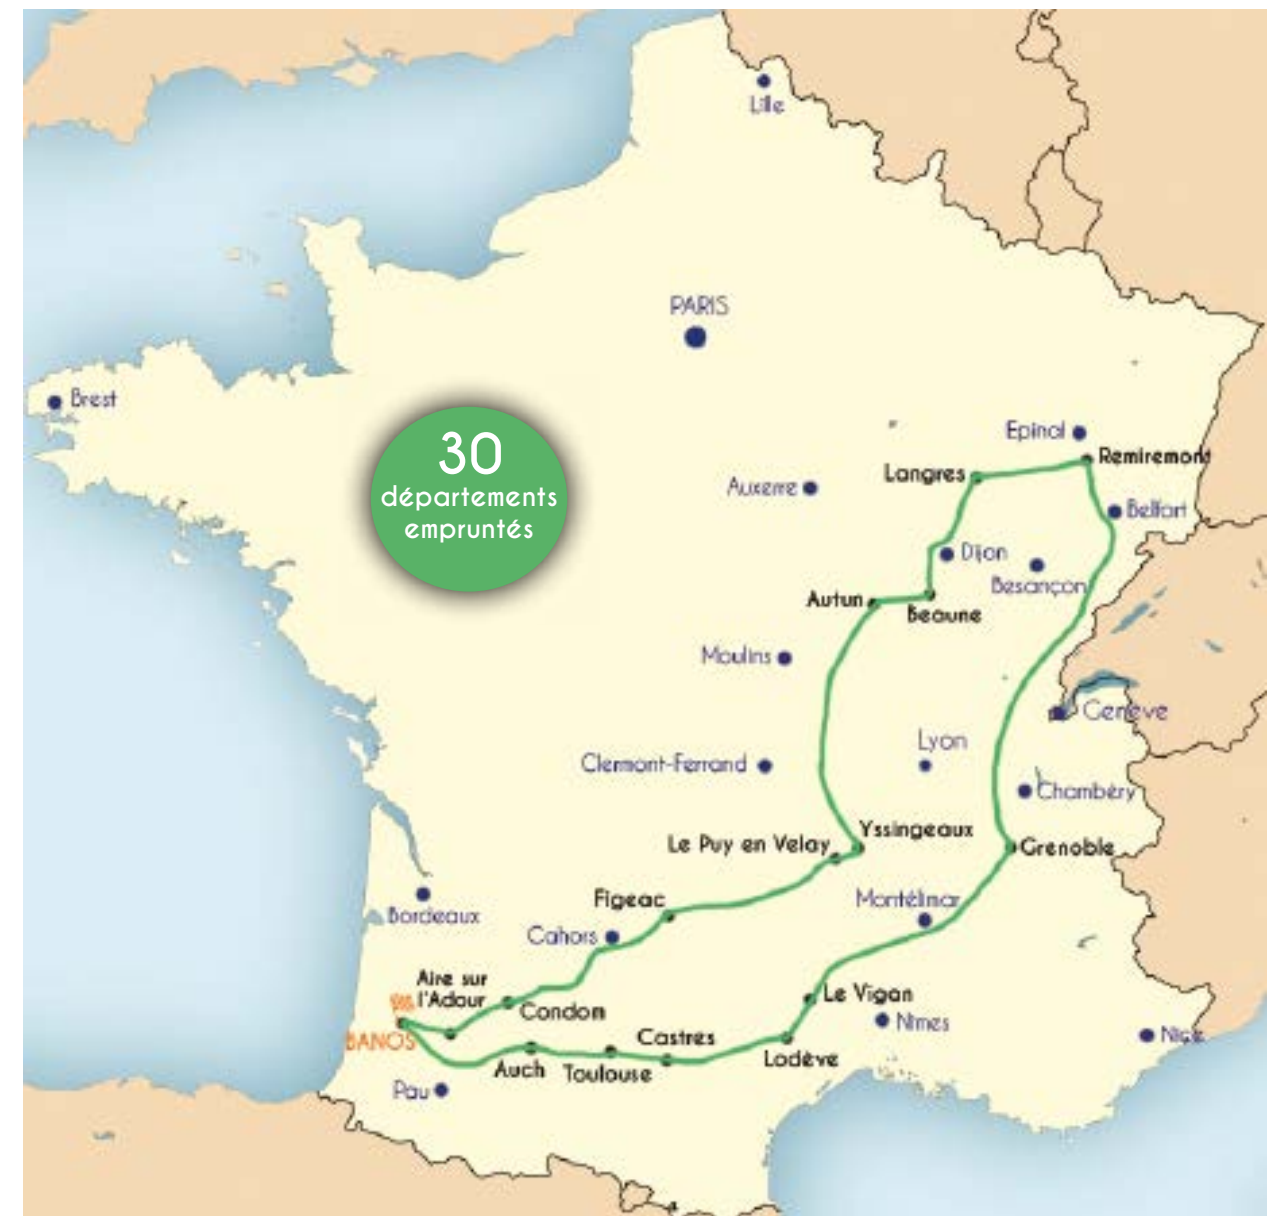 Lille
PARIS
Brest
30
départements
empruntés
Epinal
Remiremont
Langres
Auxerre
Belfort
Dijon
Besançon
Autun
Beaune
Moulins
Genève
Lyon
Clermont-Ferrand
Chambéry
Yssingeaux
Le Puy en Velay
Grenoble
Figeac
Montélimar
Bordeaux
Cahors
Aire sur
l'Adour
Condom
Le Vigan
BANOS
Nîmes
Castres
Nice
Auch
Toulouse
Lodève
Pau